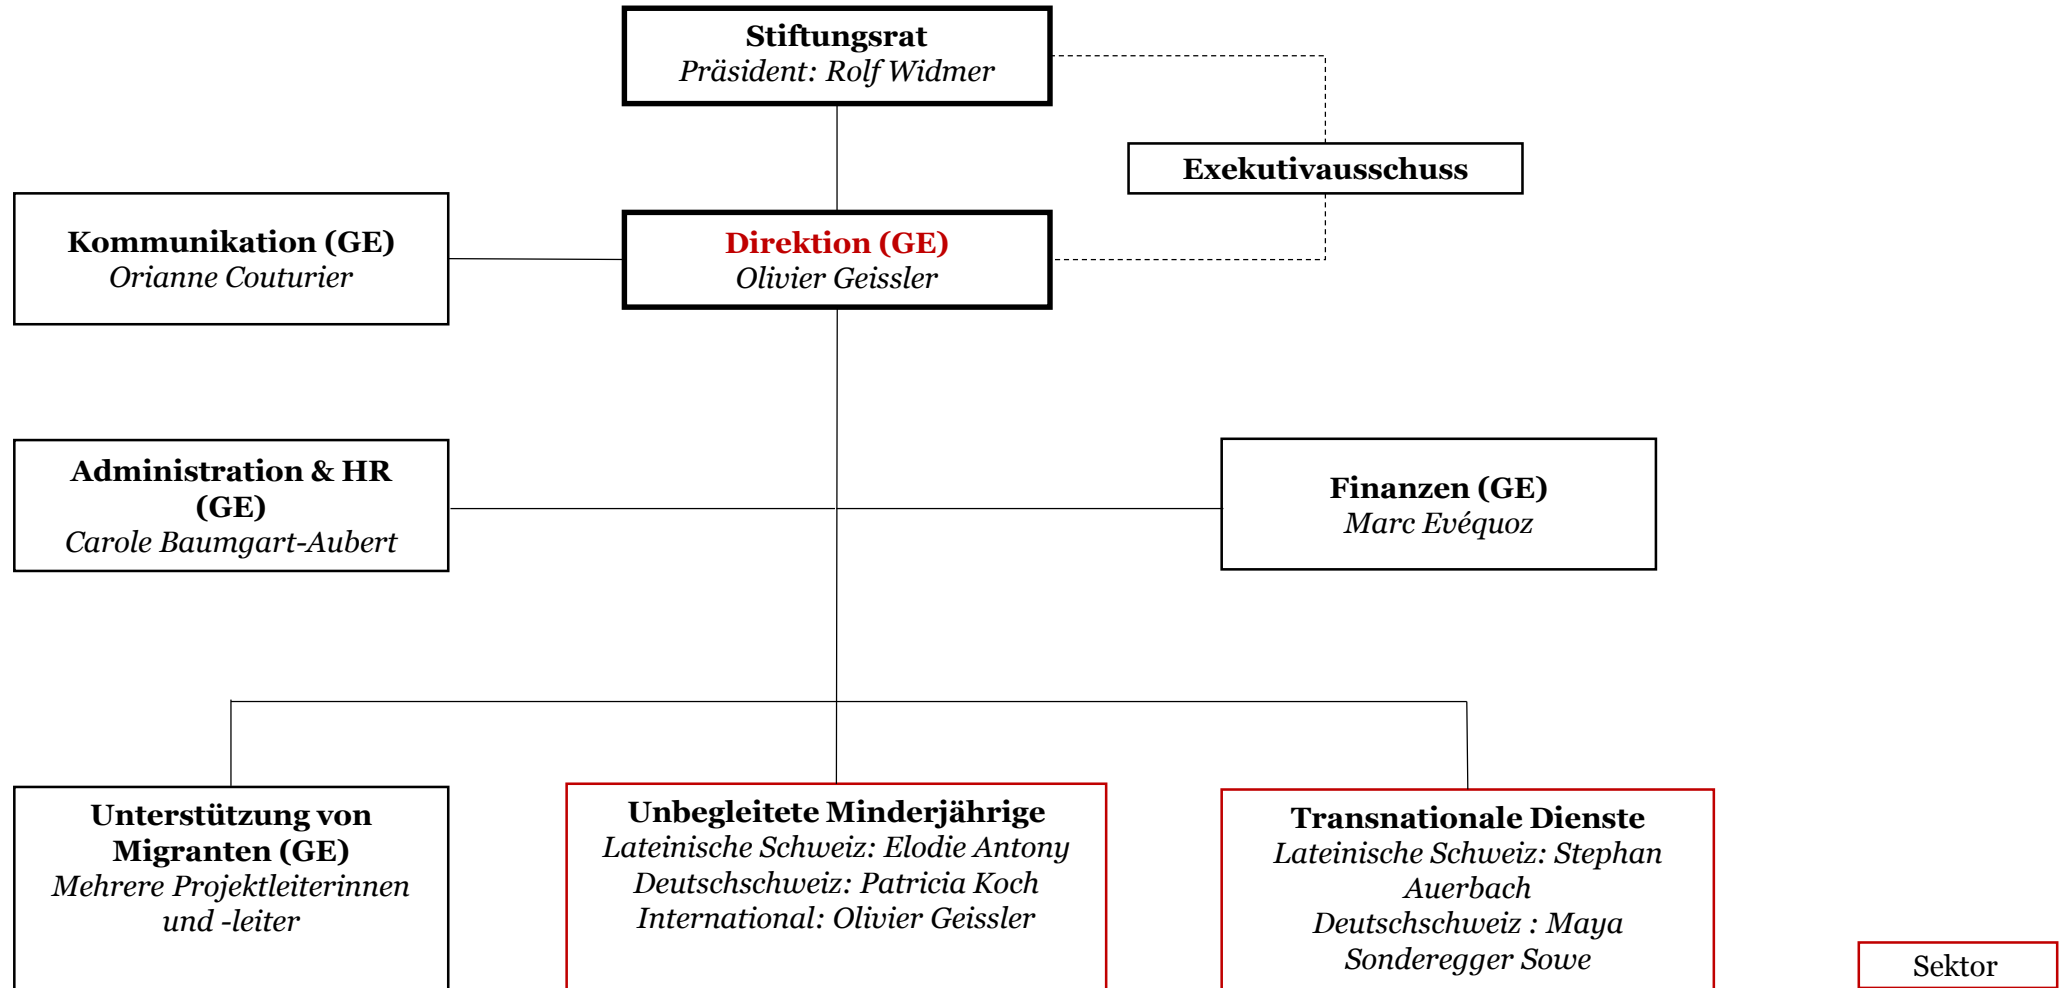 Stiftungsrat
Präsident: Rolf Widmer
Exekutivausschuss
Kommunikation (GE)
Orianne Couturier
Direktion (GE)
Olivier Geissler
Administration & HR
(GE)
Carole Baumgart-Aubert
Finanzen (GE)
Marc Evéquoz
Unterstützung von
Migranten (GE)
Mehrere Projektleiterinnen
und -leiter
Unbegleitete Minderjährige
Lateinische Schweiz: Elodie Antony
Deutschschweiz: Patricia Koch
International: Olivier Geissler
Transnationale Dienste
Lateinische Schweiz: Stephan
Auerbach
Deutschschweiz : Maya
Sonderegger Sowe
Sektor